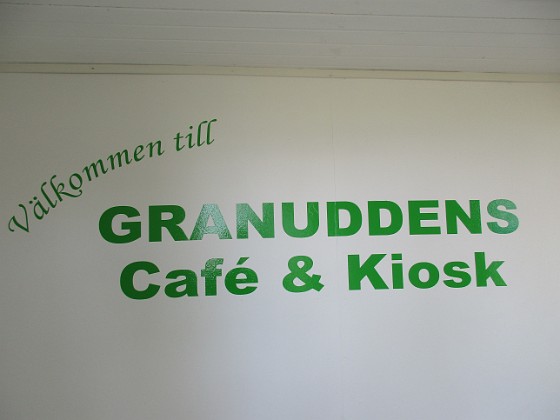 Välkommen till
GRANUDDENS
Café & Kiosk